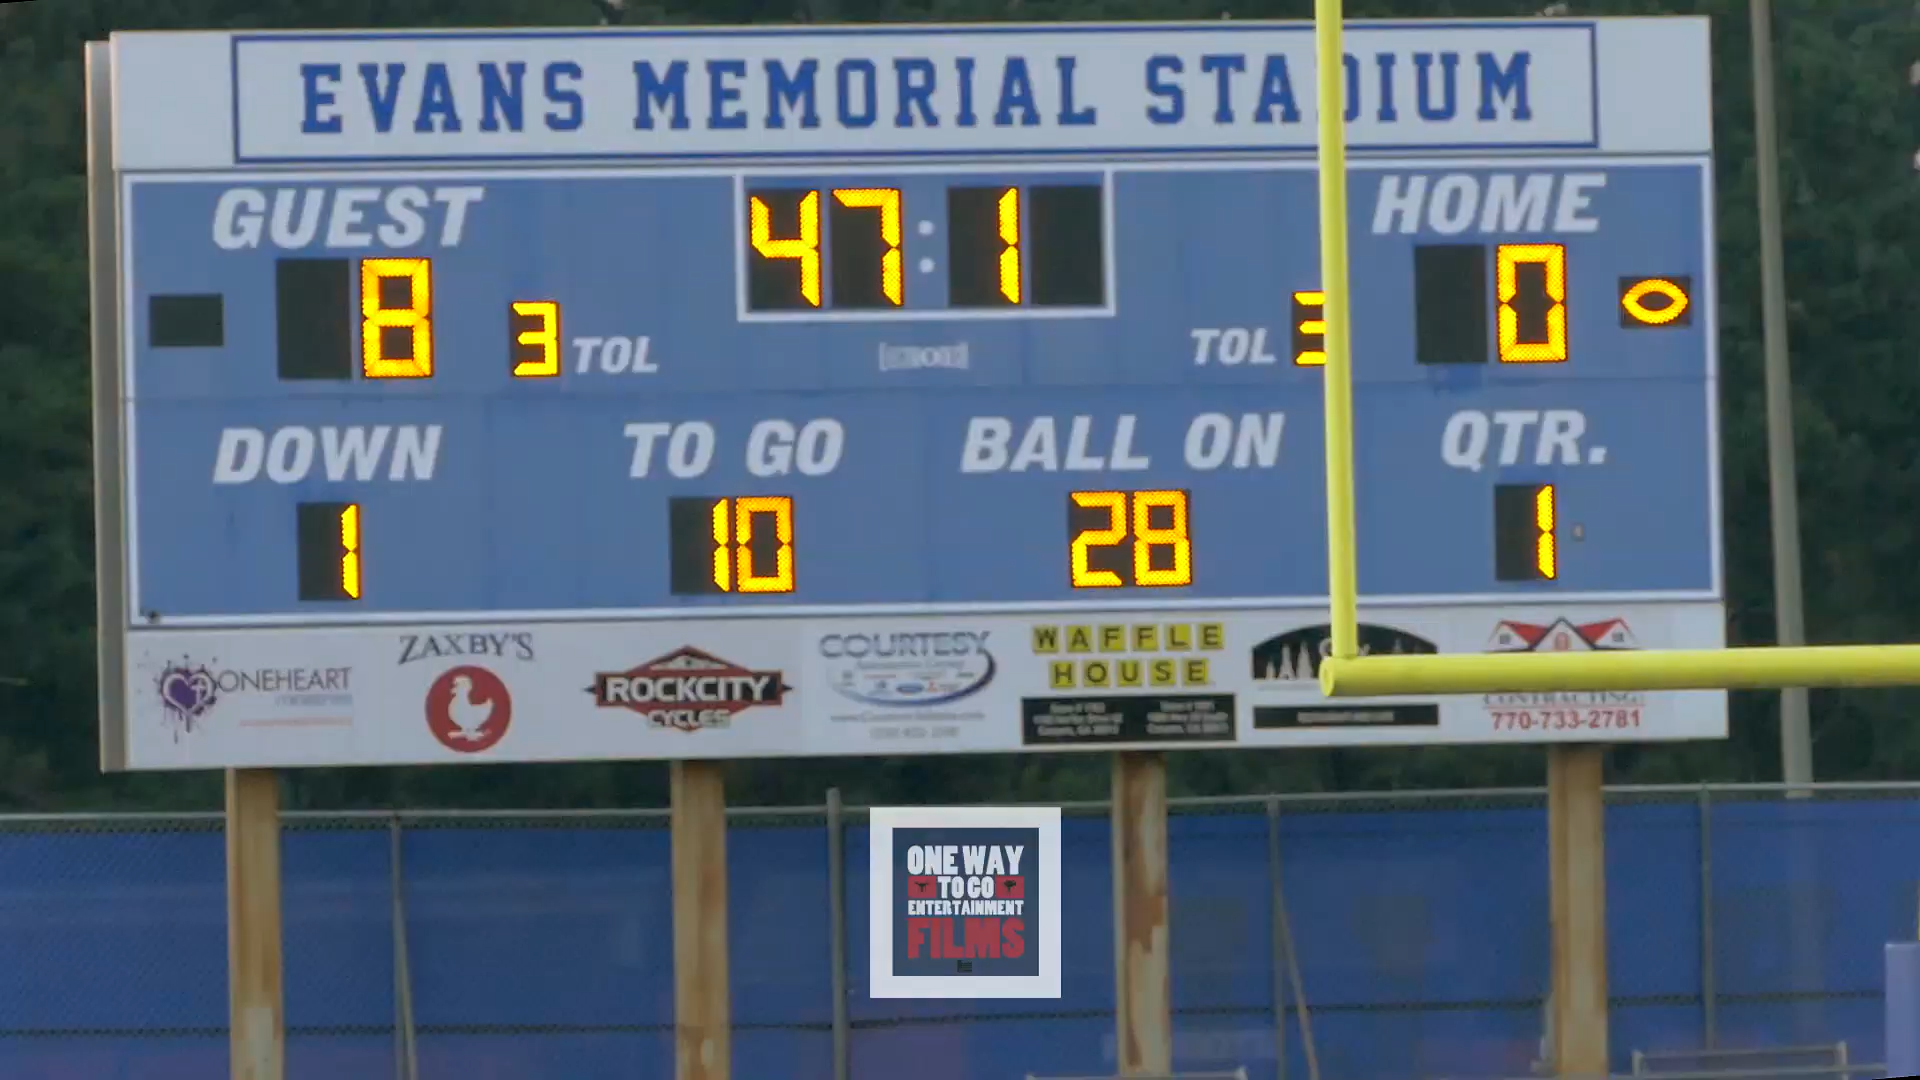 EVANS MEMORIAL STADIUM
GUEST 47:1 HOME
8 3 TOL TOL 3 0
DOWN TO GO BALL ON QTR.
1 10 28 1
ONEHEART
ZAXBY'S
ROCKCITY
CYCLES
COURTESY
WAFFLE
HOUSE
CONTRACTING
770-733-2781
ONE WAY
TO GO
ENTERTAINMENT
FILMS